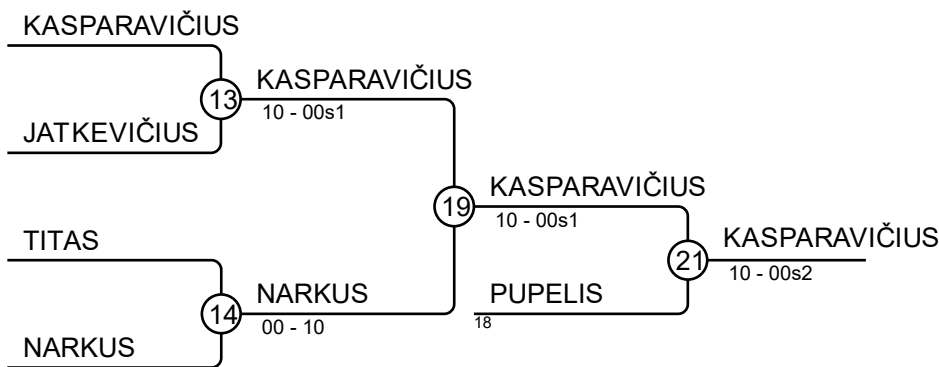 KASPARAVIČIUS
KASPARAVIČIUS
13
10 - 00s1
JATKEVIČIUS
KASPARAVIČIUS
19
10 - 00s1
TITAS
KASPARAVIČIUS
21
10 - 00s2
NARKUS
14
00 - 10
PUPELIS
18
NARKUS